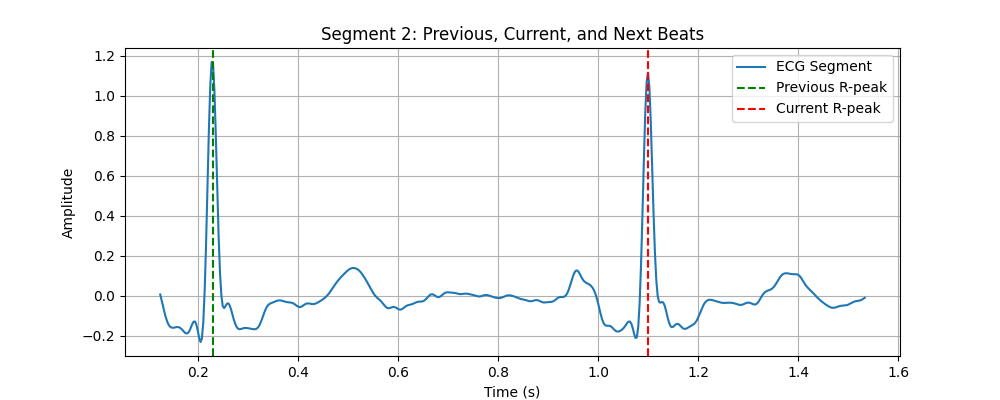 Segment 2: Previous, Current, and Next Beats
1.2
1.0
0.8
0.6
0.4
0.2
0.0
−0.2
Amplitude
ECG Segment
Previous R-peak
Current R-peak
0.2 0.4 0.6 0.8 1.0 1.2 1.4 1.6
Time (s)